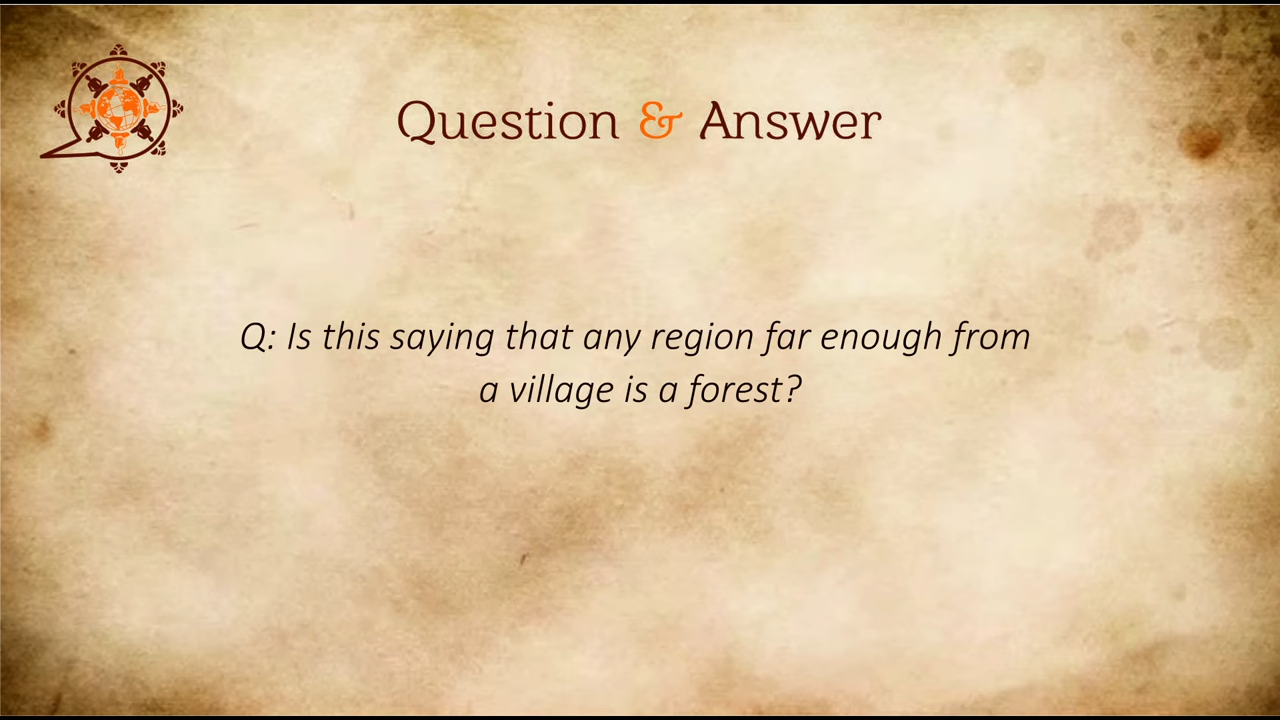 Question & Answer
Q: Is this saying that any region far enough from
a village is a forest?